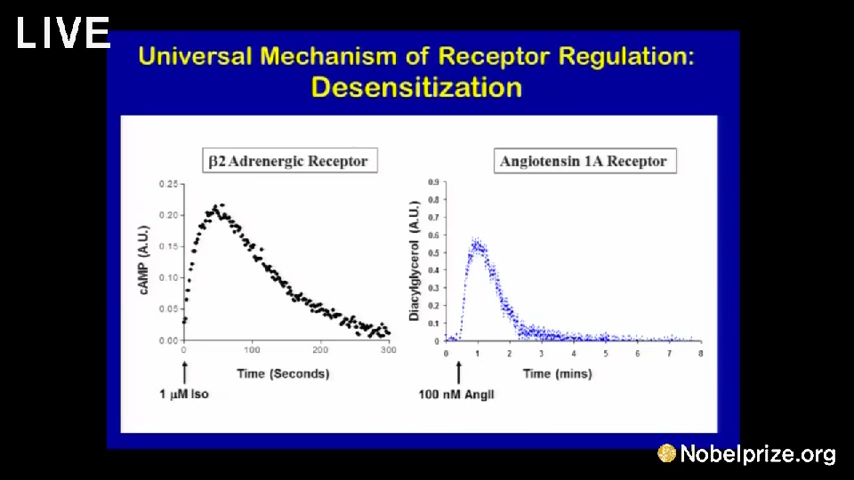 LIVE
Universal Mechanism of Receptor Regulation:
Desensitization
β2 Adrenergic Receptor
0.25
0.20
0.15
0.10
0.05
0.00
cAMP (A.U.)
0
100
200
300
Time (Seconds)
1 μM Iso
Angiotensin 1A Receptor
0.9
0.8
0.7
0.6
0.5
0.4
0.3
0.2
0.1
0
Diacylglycerol (A.U.)
0 1 2 3 4 5 6 7 8
Time (mins)
100 nM AngII
Nobelprize.org